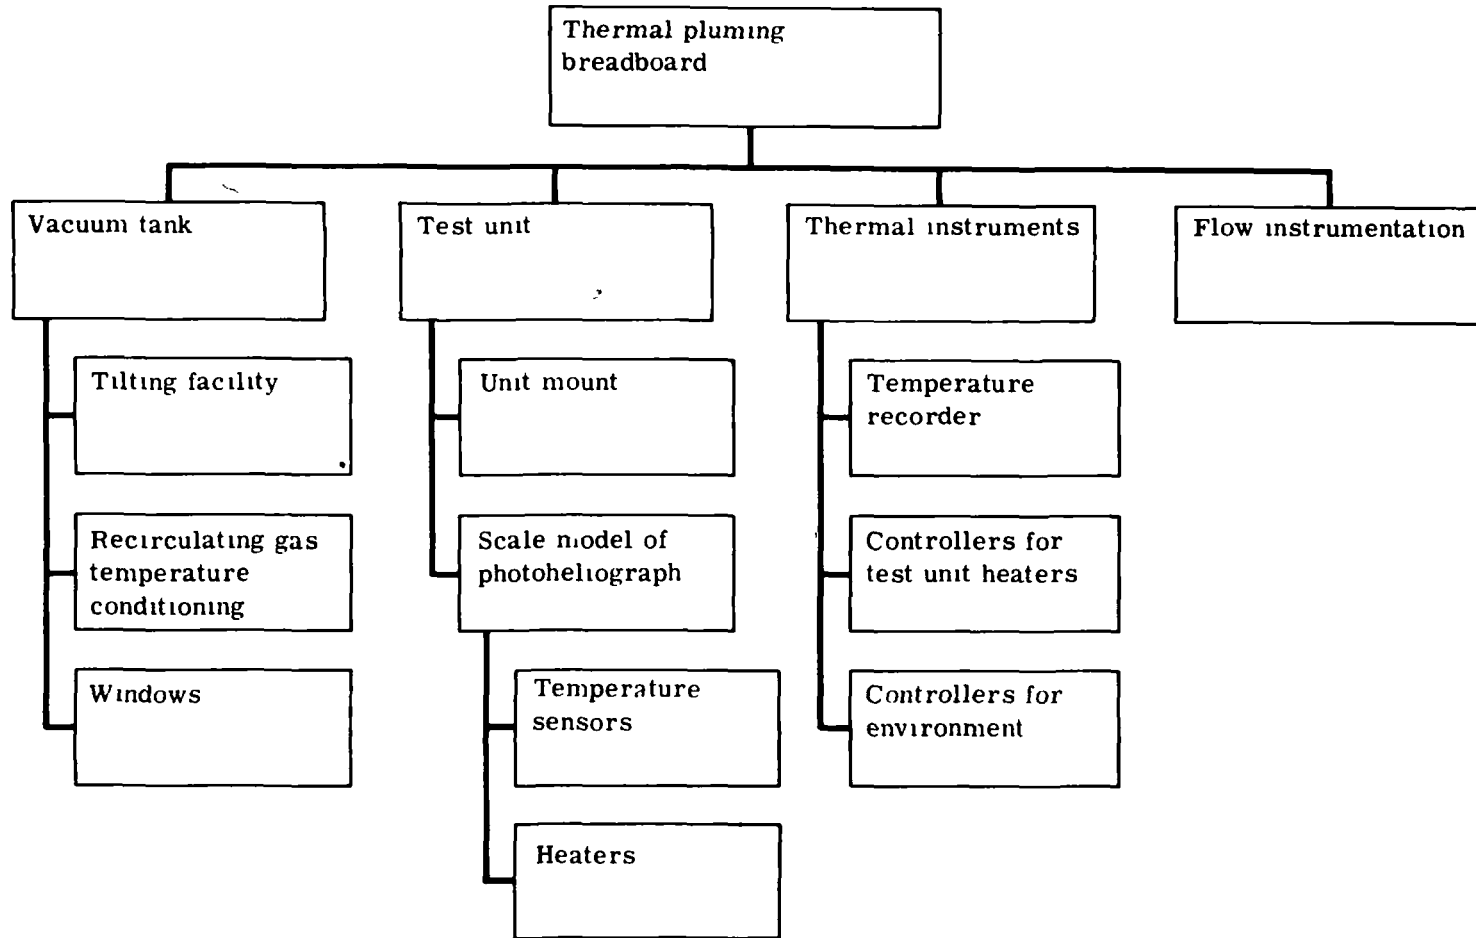 Thermal pluming
breadboard
Vacuum tank
Test unit
Thermal instruments
Flow instrumentation
Tilting facility
Recirculating gas
temperature
conditioning
Windows
Unit mount
Scale model of
photoheliograph
Temperature
sensors
Heaters
Temperature
recorder
Controllers for
test unit heaters
Controllers for
environment